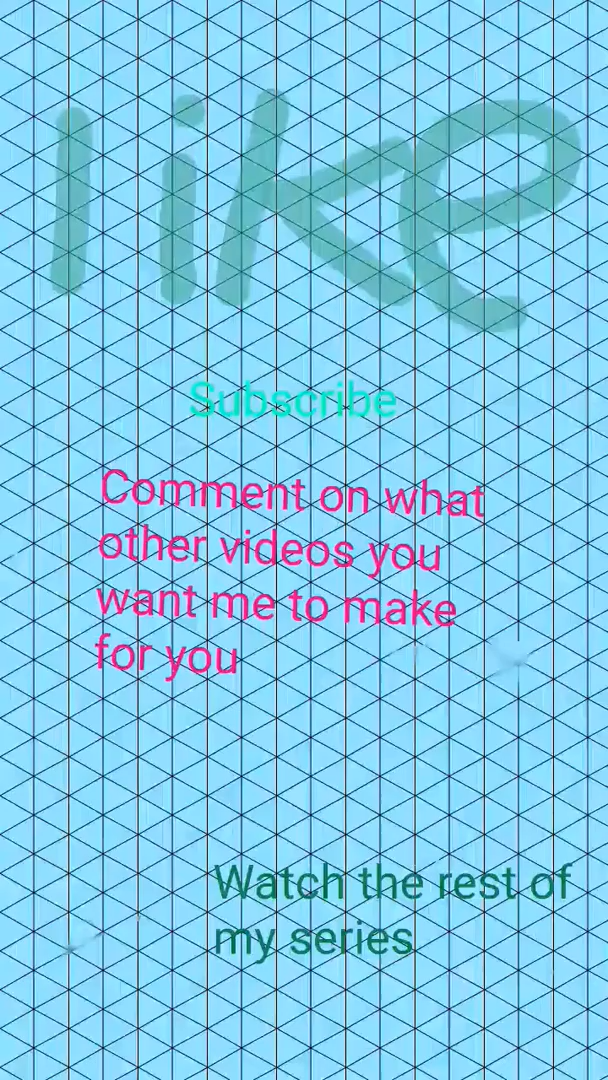 like
Subscribe
Comment on what
other videos you
want me to make
for you
Watch the rest of
my series